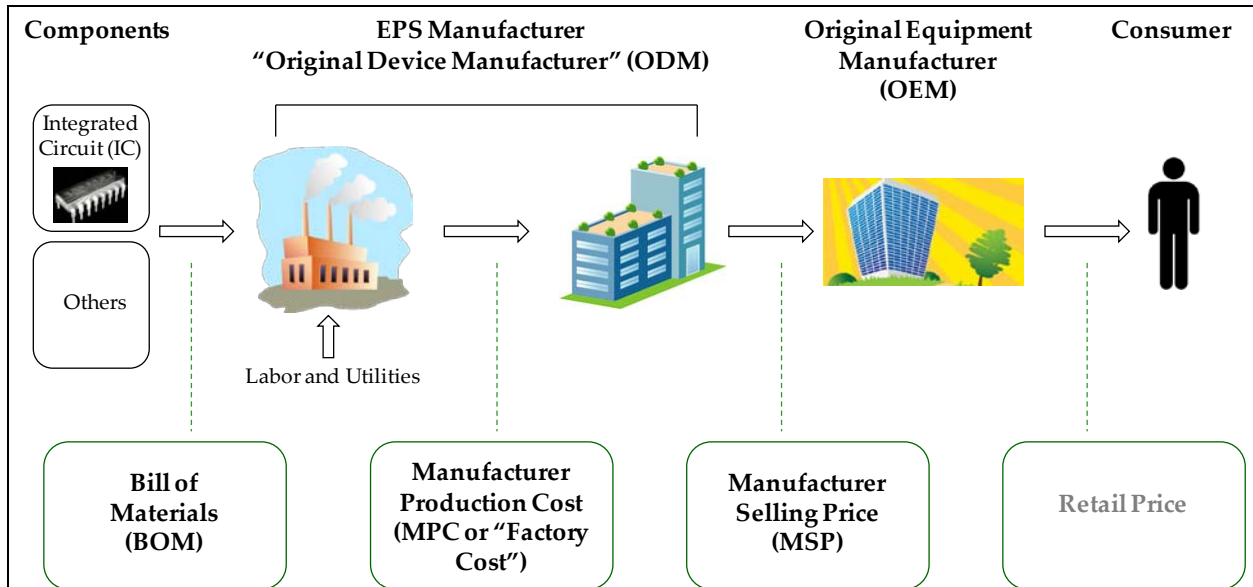 Components
EPS Manufacturer
“Original Device Manufacturer” (ODM)
Original Equipment
Manufacturer
(OEM)
Consumer
Integrated
Circuit (IC)
Others
Labor and Utilities
Bill of
Materials
(BOM)
Manufacturer
Production Cost
(MPC or “Factory
Cost”)
Manufacturer
Selling Price
(MSP)
Retail Price